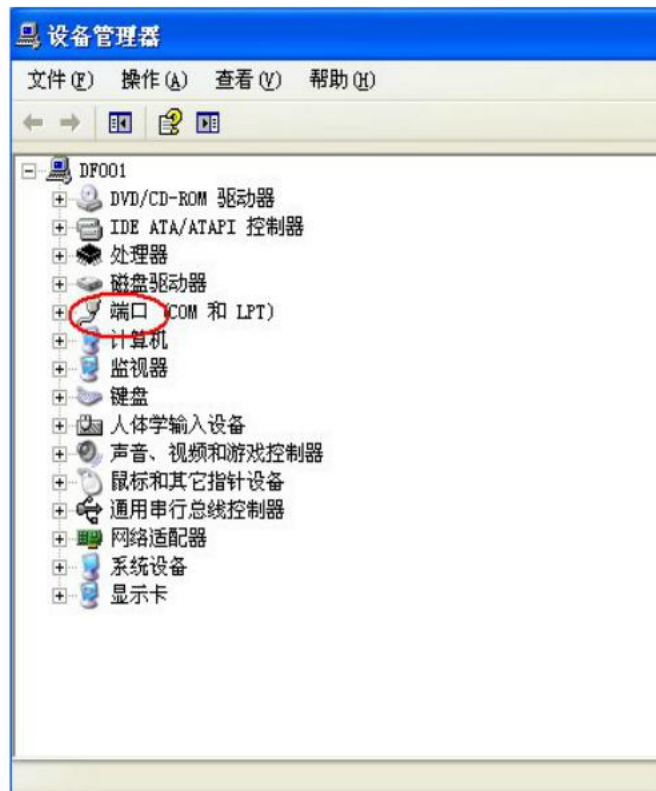 设备管理器
文件(F) 操作(A) 查看(V) 帮助(H)
DF001
DVD/CD-ROM 驱动器
IDE ATA/ATAPI 控制器
处理器
磁盘驱动器
端口 (COM 和 LPT)
计算机
监视器
键盘
人体学输入设备
声音、视频和游戏控制器
鼠标和其它指针设备
通用串行总线控制器
网络适配器
系统设备
显示卡